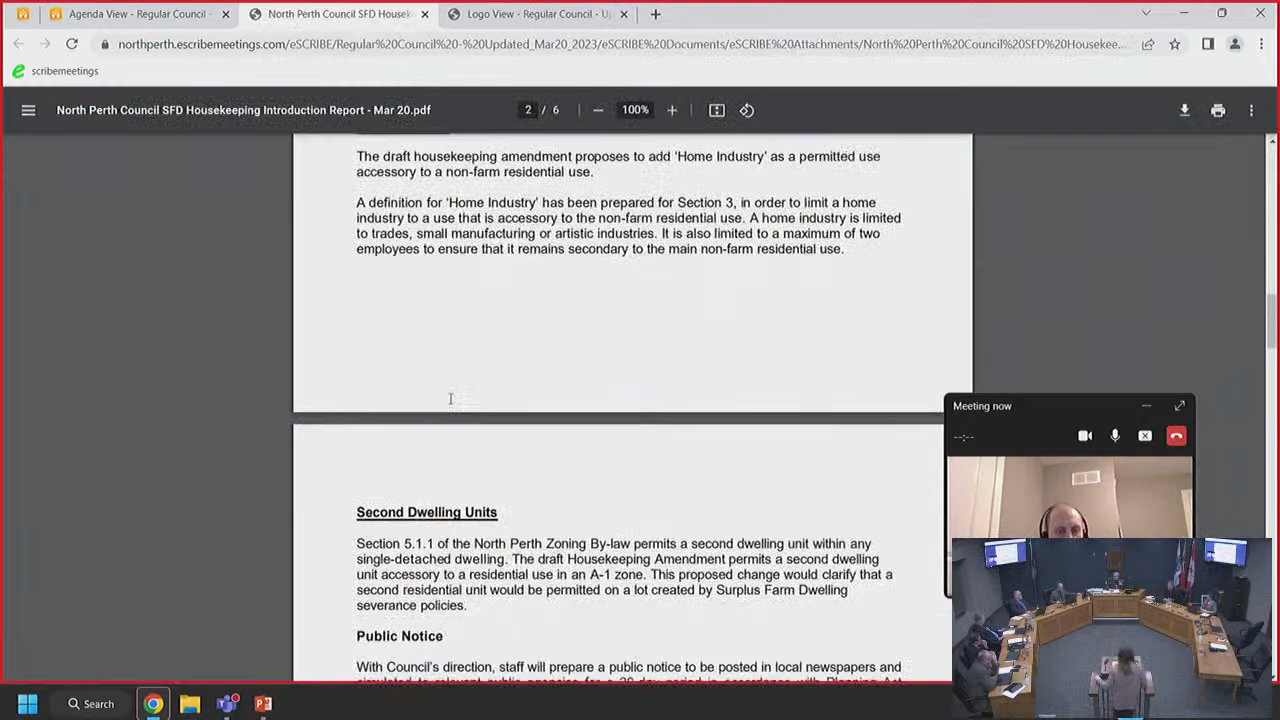 Agenda View - Regular Council -
North Perth Council SFD Housek
Logo View - Regular Council - U
northperth.escribemeetings.com/eSCRIBE/Regular%20Council%20-%20Updated_Mar20_2023/eSCRIBE%20Documents/eSCRIBE%20Attachments/North%20Perth%20Council%20SFD%20Housekee...
scribemeetings
North Perth Council SFD Housekeeping Introduction Report - Mar 20.pdf
2 / 6
100%
The draft housekeeping amendment proposes to add 'Home Industry' as a permitted use
accessory to a non-farm residential use.
A definition for 'Home Industry' has been prepared for Section 3, in order to limit a home
industry to a use that is accessory to the non-farm residential use. A home industry is limited
to trades, small manufacturing or artistic industries. It is also limited to a maximum of two
employees to ensure that it remains secondary to the main non-farm residential use.
Meeting now
--:--
Second Dwelling Units
Section 5.1.1 of the North Perth Zoning By-law permits a second dwelling unit within any
single-detached dwelling. The draft Housekeeping Amendment permits a second dwelling
unit accessory to a residential use in an A-1 zone. This proposed change would clarify that a
second residential unit would be permitted on a lot created by Surplus Farm Dwelling
severance policies.
Public Notice
With Council's direction, staff will prepare a public notice to be posted in local newspapers and
Search